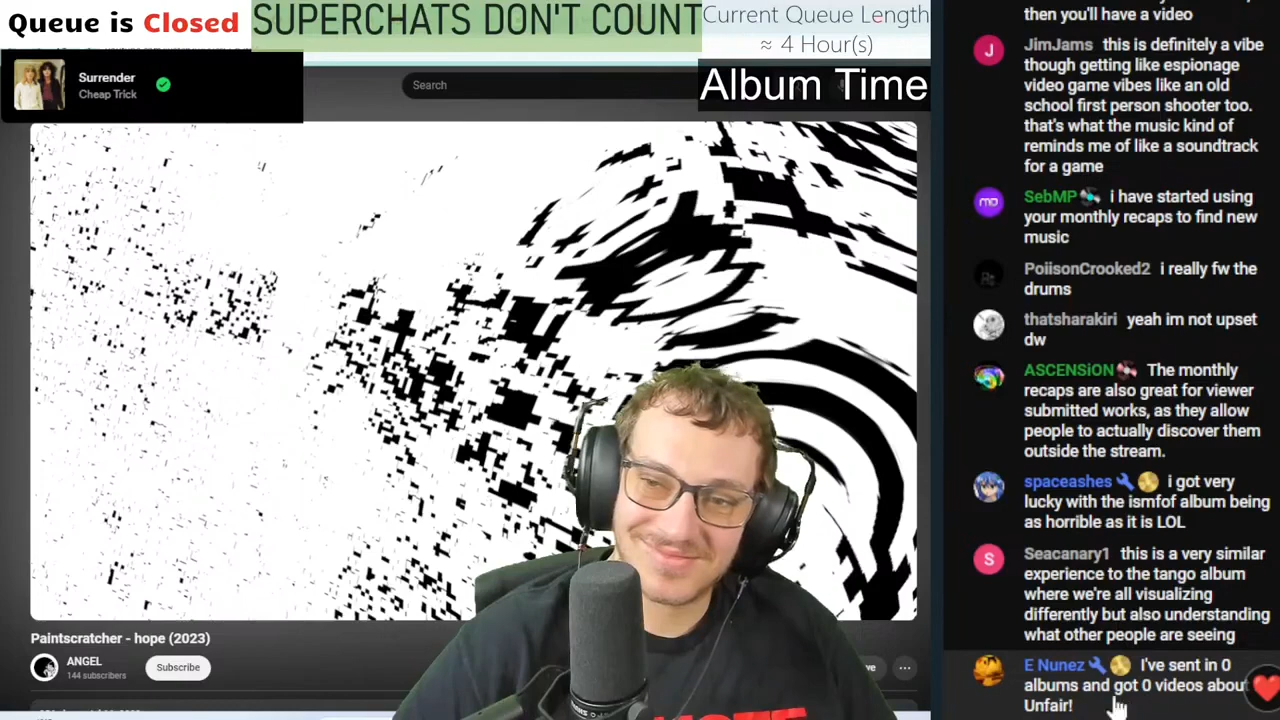 Queue is Closed
SUPERCHATS DON'T COUNT
Current Queue Length
≈ 4 Hour(s)
Album Time
Surrender
Cheap Trick
Search
Paintscratcher - hope (2023)
ANGEL
144 subscribers
Subscribe
then you'll have a video
JimJams this is definitely a vibe
though getting like espionage
video game vibes like an old
school first person shooter too.
that's what the music kind of
reminds me of like a soundtrack
for a game
SebMP i have started using
your monthly recaps to find new
music
PoiisonCrooked2 i really fw the
drums
thatsharakiri yeah im not upset
dw
ASCENSiON The monthly
recaps are also great for viewer
submitted works, as they allow
people to actually discover them
outside the stream.
spaceashes i got very
lucky with the ismfof album being
as horrible as it is LOL
Seacanary1 this is a very similar
experience to the tango album
where we're all visualizing
differently but also understanding
what other people are seeing
E Nunez I've sent in 0
albums and got 0 videos about
Unfair!